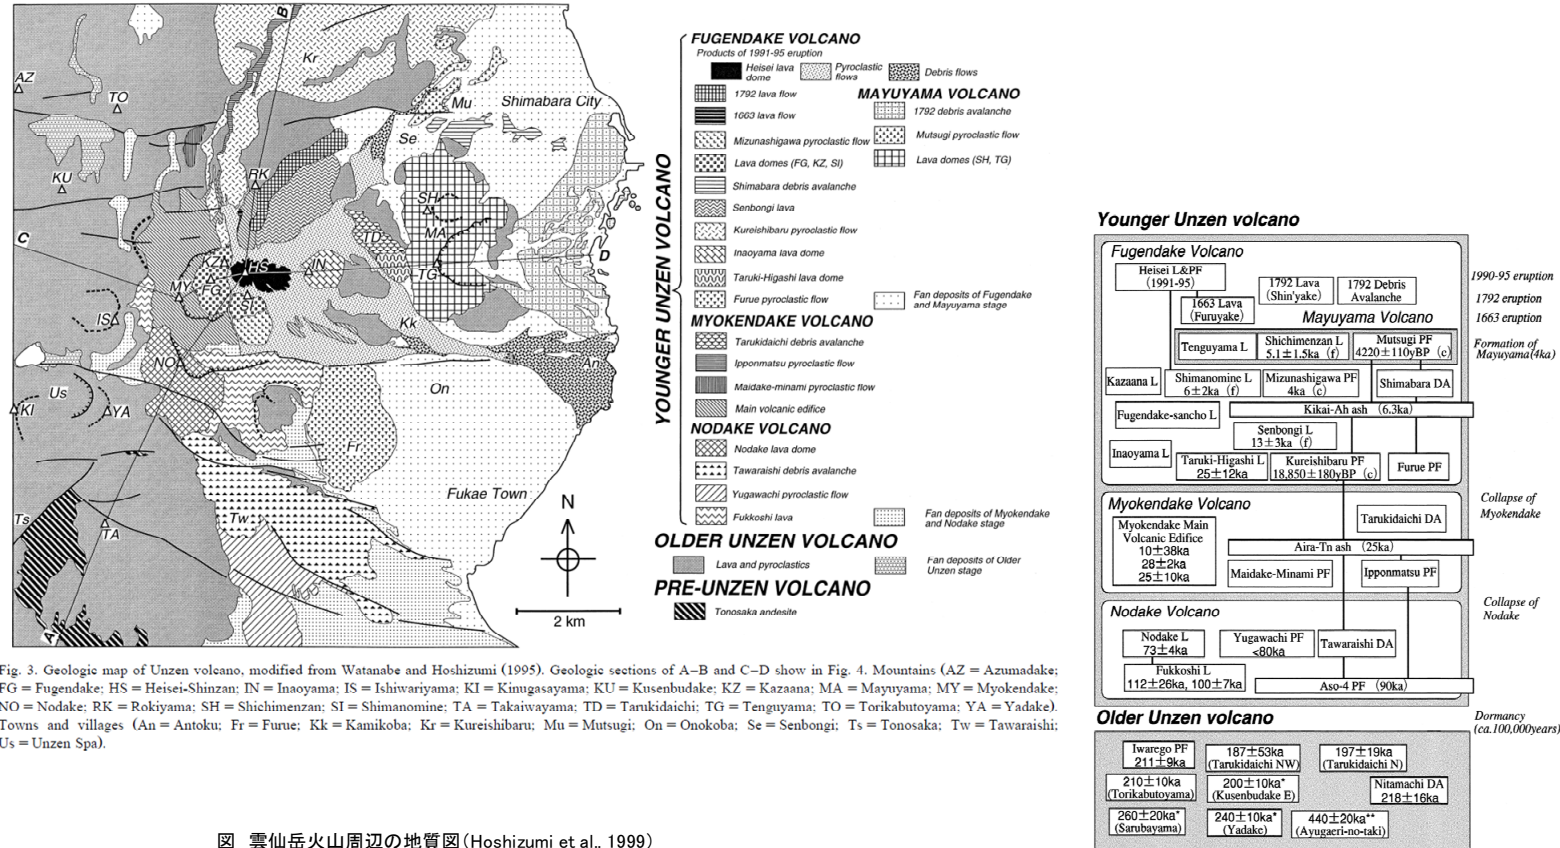 B
Kr
AZ
TO
Mu
Shimabara City
Se
KU
RK
SH
C
MA
TD
D
KZ
HS
IN
TG
MY
FG
SI
IS
Kk
NO
An
On
Us
KI
YA
Fr
Fukae Town
Ts
Tw
TA
A
N
2 km
YOUNGER UNZEN VOLCANO
FUGENDAKE VOLCANO
Products of 1991-95 eruption
Heisei lava dome
Pyroclastic flows
Debris flows
1792 lava flow
1663 lava flow
Mizunashigawa pyroclastic flow
Lava domes (FG, KZ, SI)
Shimabara debris avalanche
Senbongi lava
Kureishibaru pyroclastic flow
Inaoyama lava dome
Taruki-Higashi lava dome
Furue pyroclastic flow
MAYUYAMA VOLCANO
1792 debris avalanche
Mutsugi pyroclastic flow
Lava domes (SH, TG)
Fan deposits of Fugendake and Mayuyama stage
MYOKENDAKE VOLCANO
Tarukidaichi debris avalanche
Ipponmatsu pyroclastic flow
Maidake-minami pyroclastic flow
Main volcanic edifice
NODAKE VOLCANO
Nodake lava dome
Tawaraishi debris avalanche
Yugawachi pyroclastic flow
Fukkoshi lava
Fan deposits of Myokendake and Nodake stage
OLDER UNZEN VOLCANO
Lava and pyroclastics
Fan deposits of Older Unzen stage
PRE-UNZEN VOLCANO
Tonosaka andesite
Fig. 3. Geologic map of Unzen volcano, modified from Watanabe and Hoshizumi (1995). Geologic sections of A–B and C–D show in Fig. 4. Mountains (AZ = Azumadake;
FG = Fugendake; HS = Heisei-Shinzan; IN = Inaoyama; IS = Ishiwariyama; KI = Kinugasayama; KU = Kusenbudake; KZ = Kazaana; MA = Mayuyama; MY = Myokendake;
NO = Nodake; RK = Rokiyama; SH = Shichimenzan; SI = Shimanomine; TA = Takaiwayama; TD = Tarukidaichi; TG = Tenguyama; TO = Torikabutoyama; YA = Yadake).
Towns and villages (An = Antoku; Fr = Furue; Kk = Kamikoba; Kr = Kureishibaru; Mu = Mutsugi; On = Onokoba; Se = Senbongi; Ts = Tonosaka; Tw = Tawaraishi;
Us = Unzen Spa).
図 雲仙岳火山周辺の地質図(Hoshizumi et al., 1999)
Younger Unzen volcano
Fugendake Volcano
Heisei L&PF
(1991-95)
1663 Lava
(Furuyake)
1792 Lava
(Shin'yake)
1792 Debris
Avalanche
1990-95 eruption
1792 eruption
1663 eruption
Mayuyama Volcano
Tenguyama L
Shichimenzan L
5.1±1.5ka (f)
Mutsugi PF
4220±110yBP (c)
Formation of
Mayuyama(4ka)
Kazaana L
Shimanomine L
6±2ka (f)
Mizunashigawa PF
4ka (c)
Shimabara DA
Kikai-Ah ash (6.3ka)
Fugendake-sancho L
Senbongi L
13±3ka (f)
Inaoyama L
Taruki-Higashi L
25±12ka
Kureishibaru PF
18,850±180yBP (c)
Furue PF
Collapse of
Myokendake
Myokendake Volcano
Myokendake Main
Volcanic Edifice
10±38ka
28±2ka
25±10ka
Tarukidaichi DA
Aira-Tn ash (25ka)
Maidake-Minami PF
Ipponmatsu PF
Collapse of
Nodake
Nodake Volcano
Nodake L
73±4ka
Yugawachi PF
<80ka
Tawaraishi DA
Fukkoshi L
112±26ka, 100±7ka
Aso-4 PF (90ka)
Older Unzen volcano
Dormancy
(ca.100,000years)
Iwarego PF
211±9ka
187±53ka
(Tarukidaichi NW)
197±19ka
(Tarukidaichi N)
210±10ka
(Torikabutoyama)
200±10ka*
(Kusenbudake E)
Nitamachi DA
218±16ka
260±20ka*
(Sarubayama)
240±10ka*
(Yadake)
440±20ka**
(Ayugaeri-no-taki)